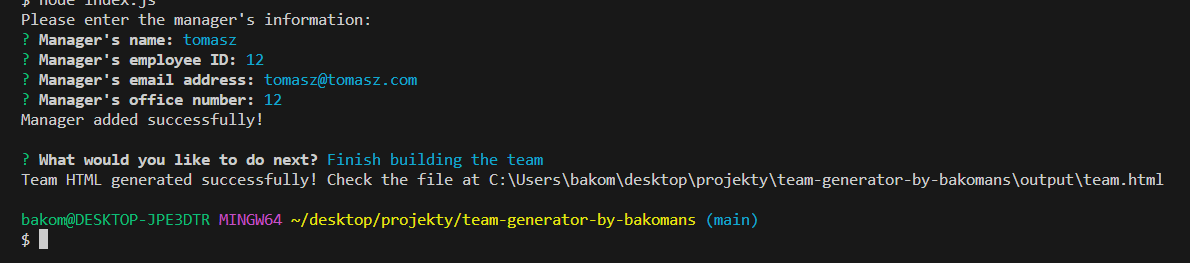 $ node index.js
Please enter the manager's information:
? Manager's name: tomasz
? Manager's employee ID: 12
? Manager's email address: tomasz@tomasz.com
? Manager's office number: 12
Manager added successfully!
? What would you like to do next? Finish building the team
Team HTML generated successfully! Check the file at C:\Users\bakom\desktop\projekty\team-generator-by-bakomans\output\team.html
bakom@DESKTOP-JPE3DTR MINGW64 ~/desktop/projekty/team-generator-by-bakomans (main)
$